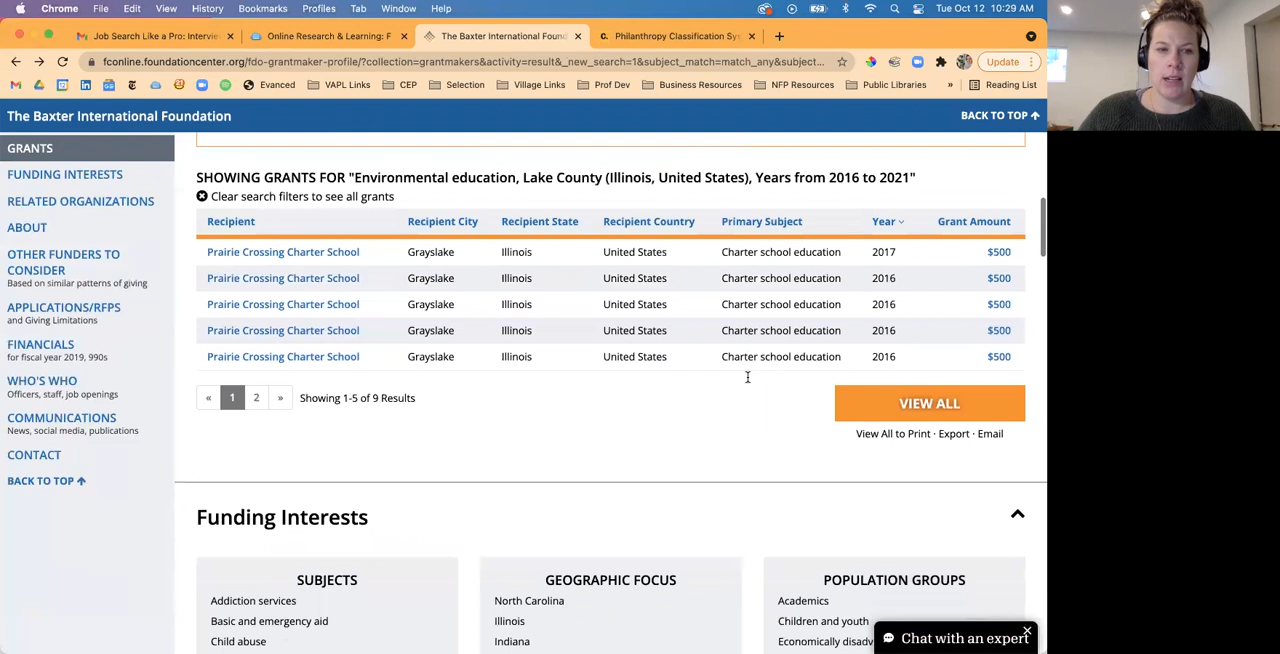 Chrome File Edit View History Bookmarks Profiles Tab Window Help Tue Oct 12 10:29 AM
Job Search Like a Pro: Intervie Online Research & Learning: F The Baxter International Found Philanthropy Classification Sys
fconline.foundationcenter.org/fdo-grantmaker-profile/?collection=grantmakers&activity=result&_new_search=1&subject_match=match_any&subject... Update
Evanced VAPL Links CEP Selection Village Links Prof Dev Business Resources NFP Resources Public Libraries » Reading List
The Baxter International Foundation BACK TO TOP
GRANTS
FUNDING INTERESTS
RELATED ORGANIZATIONS
ABOUT
OTHER FUNDERS TO
CONSIDER
Based on similar patterns of giving
APPLICATIONS/RFPS
and Giving Limitations
FINANCIALS
for fiscal year 2019, 990s
WHO'S WHO
Officers, staff, job openings
COMMUNICATIONS
News, social media, publications
CONTACT
BACK TO TOP
SHOWING GRANTS FOR "Environmental education, Lake County (Illinois, United States), Years from 2016 to 2021"
Clear search filters to see all grants
Recipient Recipient City Recipient State Recipient Country Primary Subject Year Grant Amount
Prairie Crossing Charter School Grayslake Illinois United States Charter school education 2017 $500
Prairie Crossing Charter School Grayslake Illinois United States Charter school education 2016 $500
Prairie Crossing Charter School Grayslake Illinois United States Charter school education 2016 $500
Prairie Crossing Charter School Grayslake Illinois United States Charter school education 2016 $500
Prairie Crossing Charter School Grayslake Illinois United States Charter school education 2016 $500
« 1 2 » Showing 1-5 of 9 Results VIEW ALL
View All to Print · Export · Email
Funding Interests
SUBJECTS GEOGRAPHIC FOCUS POPULATION GROUPS
Addiction services North Carolina Academics
Basic and emergency aid Illinois Children and youth
Child abuse Indiana Economically disadv
Chat with an expert